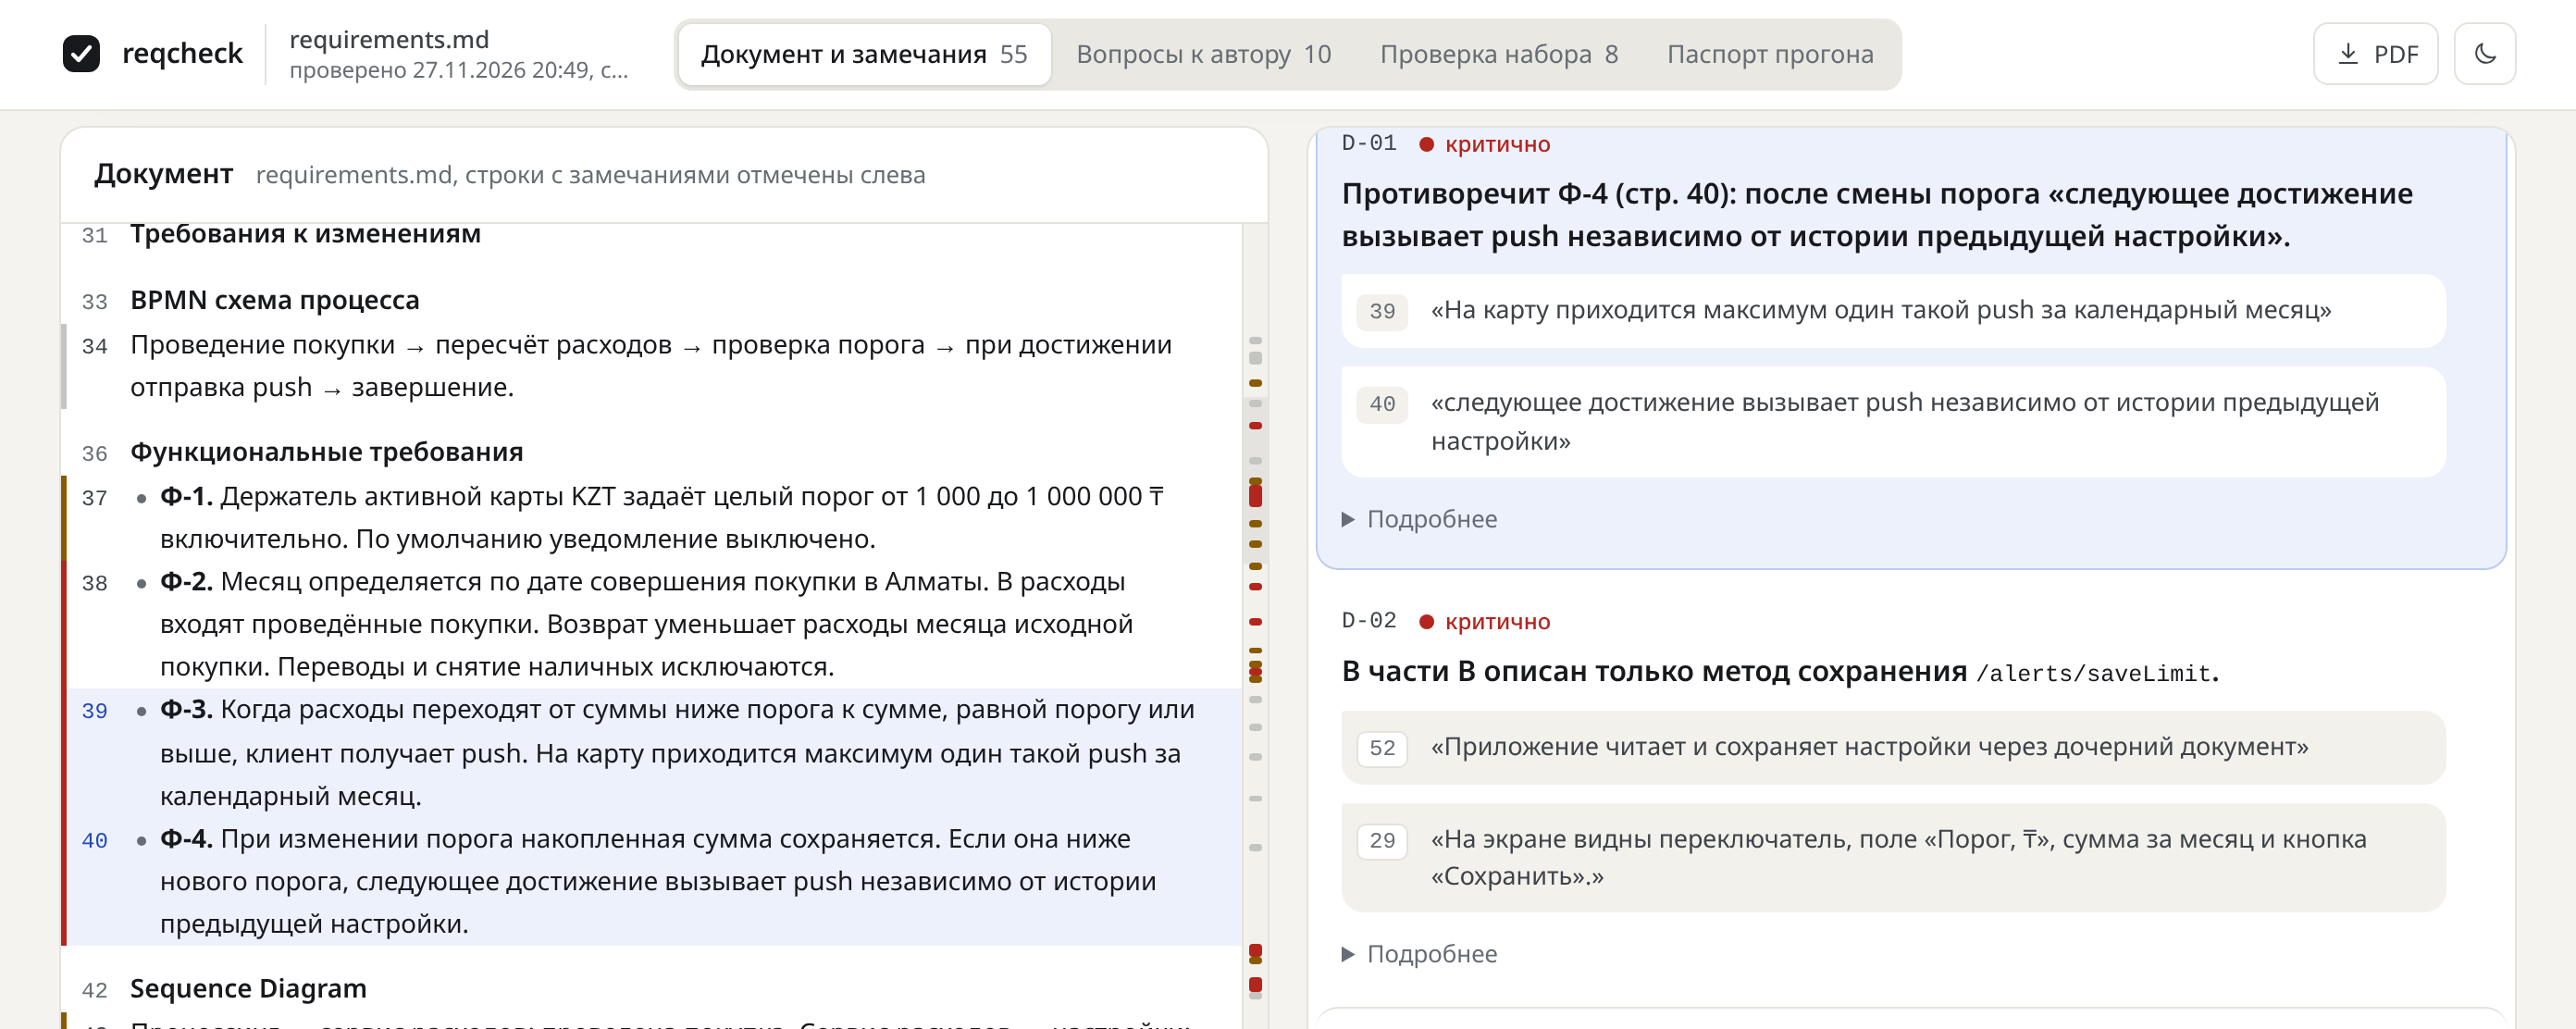 reqcheck
requirements.md
проверено 27.11.2026 20:49, с...
Документ и замечания 55
Вопросы к автору 10
Проверка набора 8
Паспорт прогона
PDF
Документ requirements.md, строки с замечаниями отмечены слева
31 Требования к изменениям
33 BPMN схема процесса
34 Проведение покупки → пересчёт расходов → проверка порога → при достижении
отправка push → завершение.
36 Функциональные требования
37 • Ф-1. Держатель активной карты KZT задаёт целый порог от 1 000 до 1 000 000 ₸
включительно. По умолчанию уведомление выключено.
38 • Ф-2. Месяц определяется по дате совершения покупки в Алматы. В расходы
входят проведённые покупки. Возврат уменьшает расходы месяца исходной
покупки. Переводы и снятие наличных исключаются.
39 • Ф-3. Когда расходы переходят от суммы ниже порога к сумме, равной порогу или
выше, клиент получает push. На карту приходится максимум один такой push за
календарный месяц.
40 • Ф-4. При изменении порога накопленная сумма сохраняется. Если она ниже
нового порога, следующее достижение вызывает push независимо от истории
предыдущей настройки.
42 Sequence Diagram
D-01 критично
Противоречит Ф-4 (стр. 40): после смены порога «следующее достижение
вызывает push независимо от истории предыдущей настройки».
39 «На карту приходится максимум один такой push за календарный месяц»
40 «следующее достижение вызывает push независимо от истории предыдущей
настройки»
▶ Подробнее
D-02 критично
В части B описан только метод сохранения /alerts/saveLimit.
52 «Приложение читает и сохраняет настройки через дочерний документ»
29 «На экране видны переключатель, поле «Порог, ₸», сумма за месяц и кнопка
«Сохранить».»
▶ Подробнее